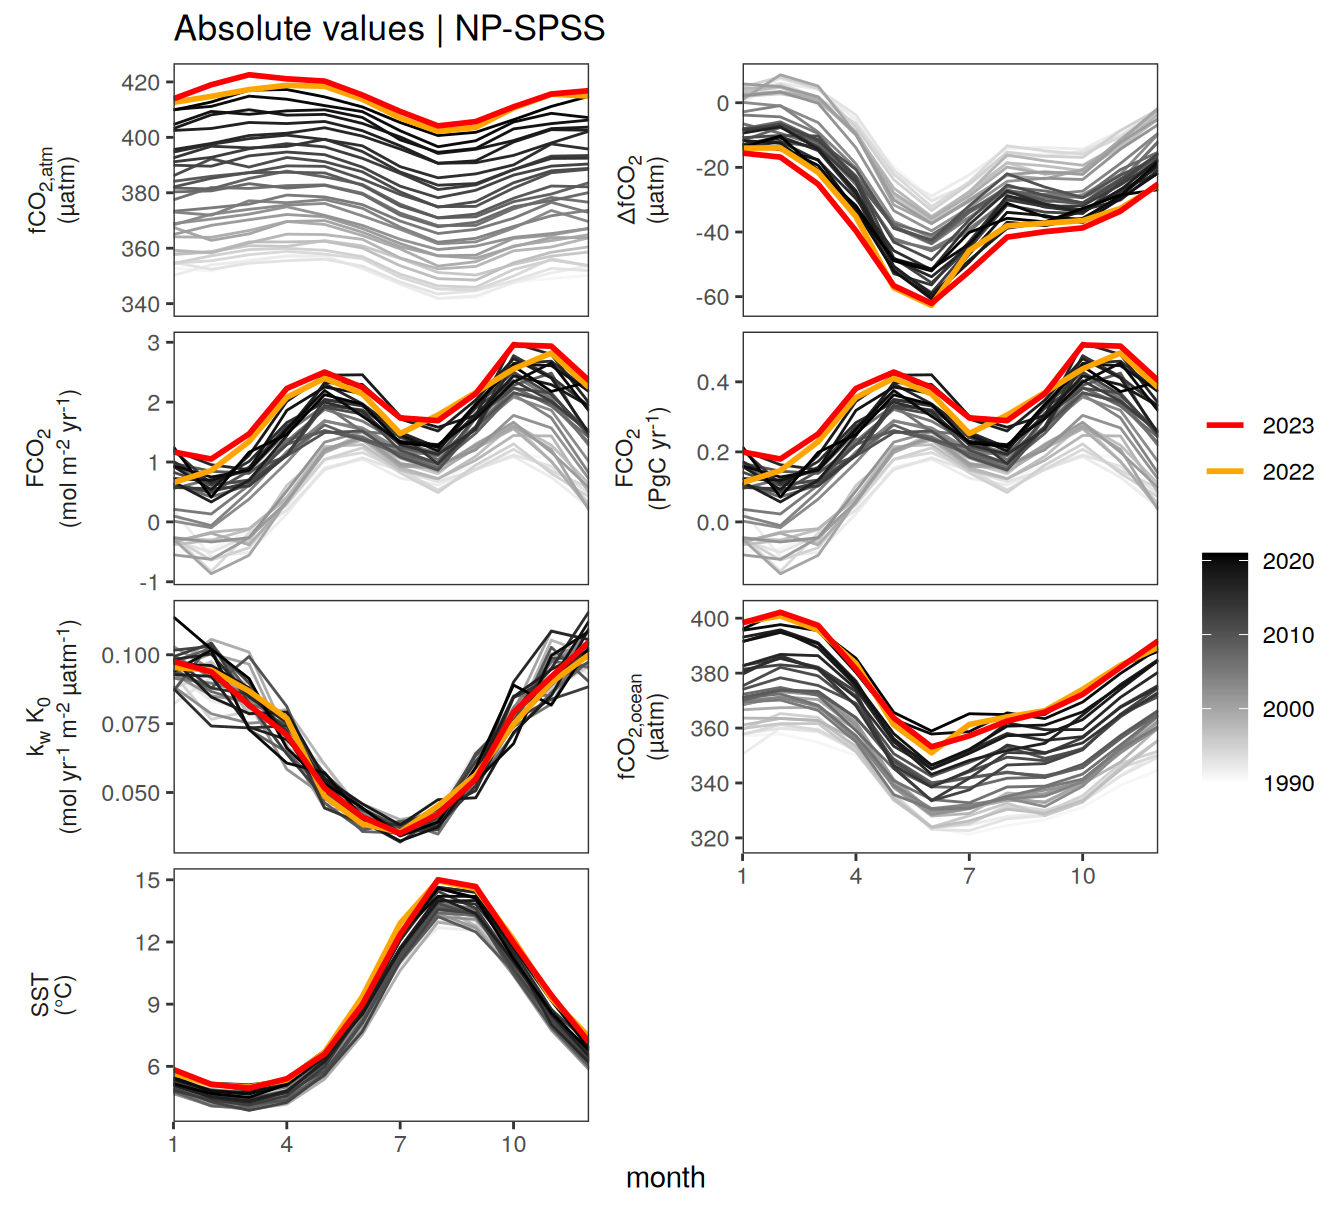 Absolute values | NP-SPSS
fCO2,atm
(µatm)
420
400
380
360
340
ΔfCO2
(µatm)
0
-20
-40
-60
FCO2
(mol m-2 yr-1)
3
2
1
0
-1
FCO2
(PgC yr-1)
0.4
0.2
0.0
kw K0
(mol yr-1 m-2 µatm-1)
0.100
0.075
0.050
fCO2,ocean
(µatm)
400
380
360
340
320
1 4 7 10
SST
(°C)
15
12
9
6
1 4 7 10
month
2023
2022
2020
2010
2000
1990